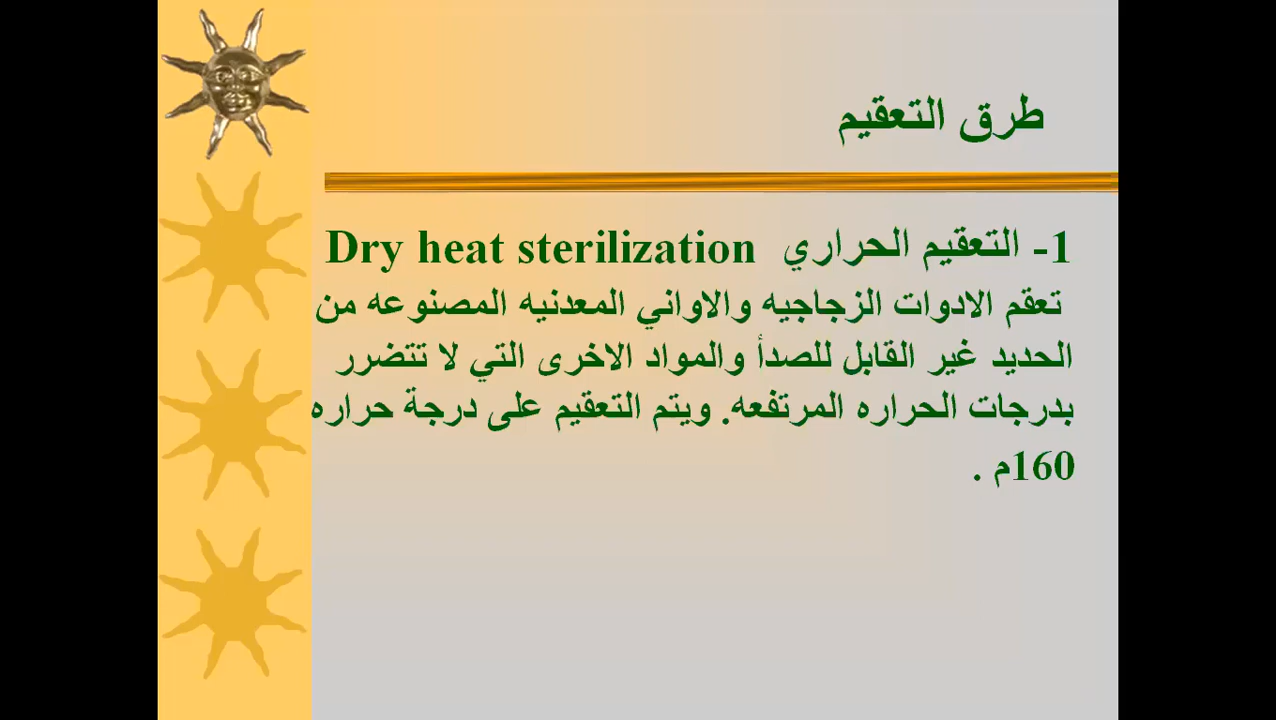 طرق التعقيم
1- التعقيم الحراري Dry heat sterilization
تعقم الادوات الزجاجيه والاواني المعدنيه المصنوعه من
الحديد غير القابل للصدأ والمواد الاخرى التي لا تتضرر
بدرجات الحراره المرتفعه. ويتم التعقيم على درجة حراره
160م .